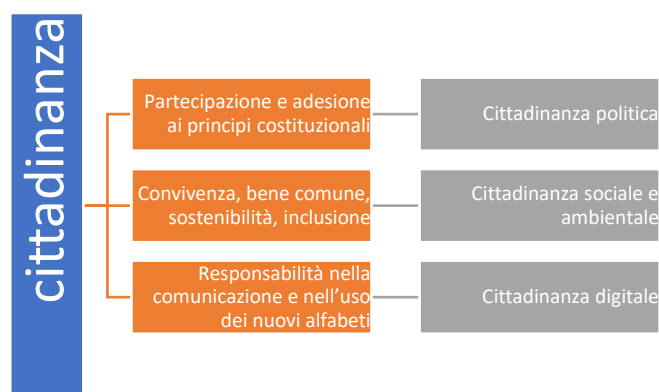 cittadinanza
Partecipazione e adesione
ai principi costituzionali
Cittadinanza politica
Convivenza, bene comune,
sostenibilità, inclusione
Cittadinanza sociale e
ambientale
Responsabilità nella
comunicazione e nell'uso
dei nuovi alfabeti
Cittadinanza digitale